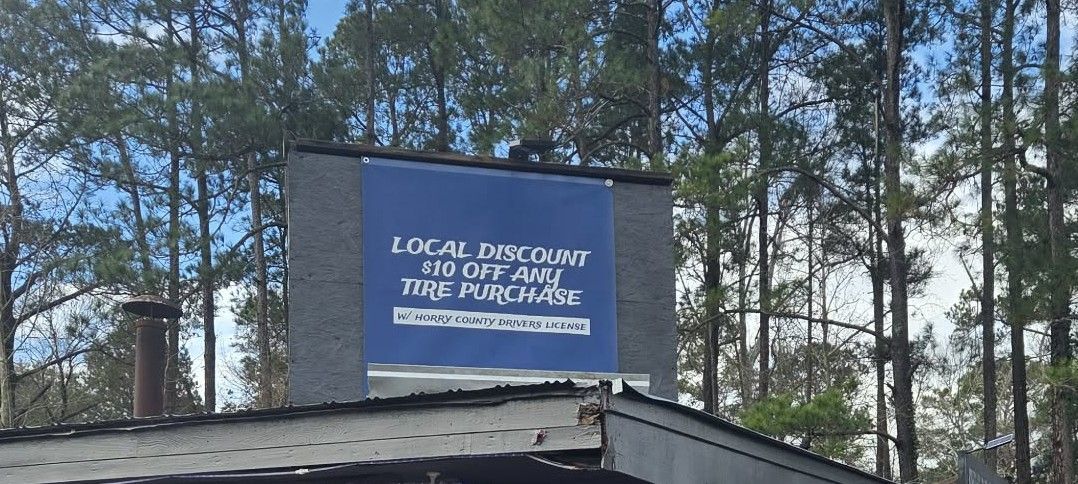 LOCAL DISCOUNT
$10 OFF ANY
TIRE PURCHASE
W/ HORRY COUNTY DRIVERS LICENSE